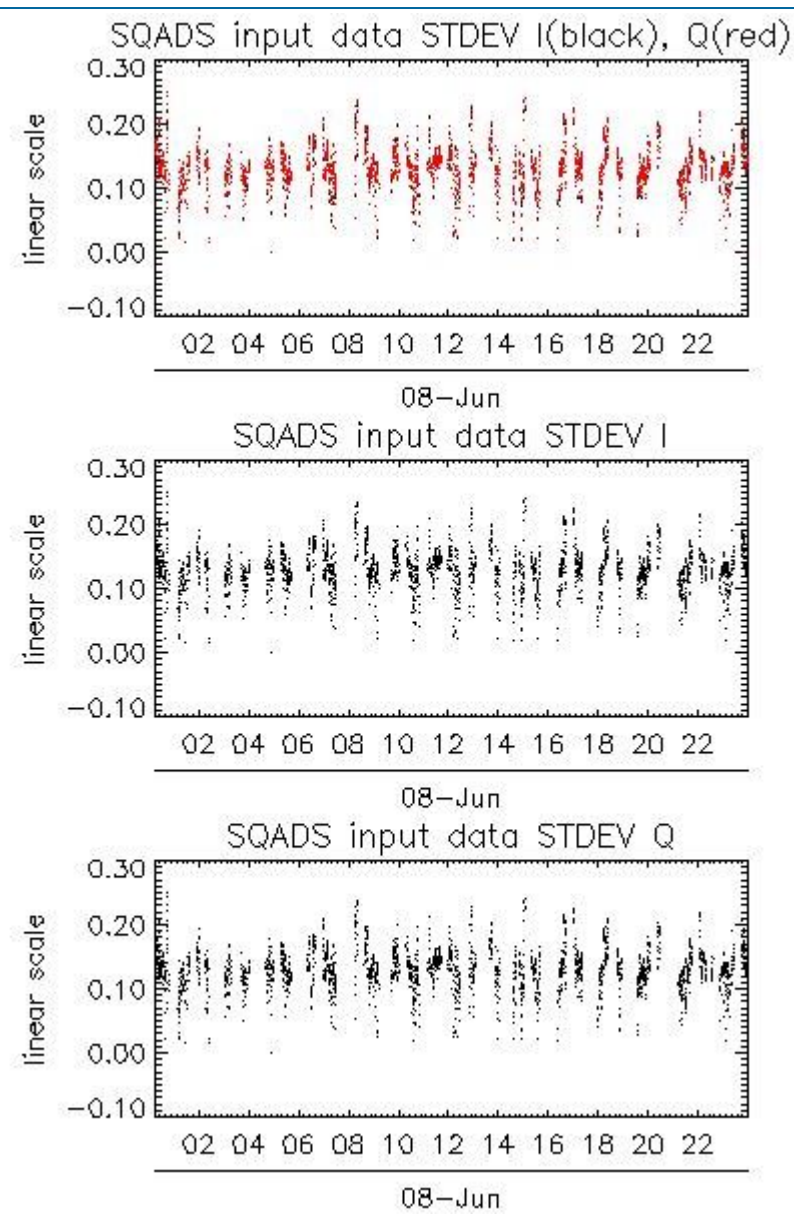 SQADS input data STDEV I(black), Q(red)
0.30
0.20
0.10
0.00
-0.10
linear scale
02 04 06 08 10 12 14 16 18 20 22
08-Jun
SQADS input data STDEV I
0.30
0.20
0.10
0.00
-0.10
linear scale
02 04 06 08 10 12 14 16 18 20 22
08-Jun
SQADS input data STDEV Q
0.30
0.20
0.10
0.00
-0.10
linear scale
02 04 06 08 10 12 14 16 18 20 22
08-Jun